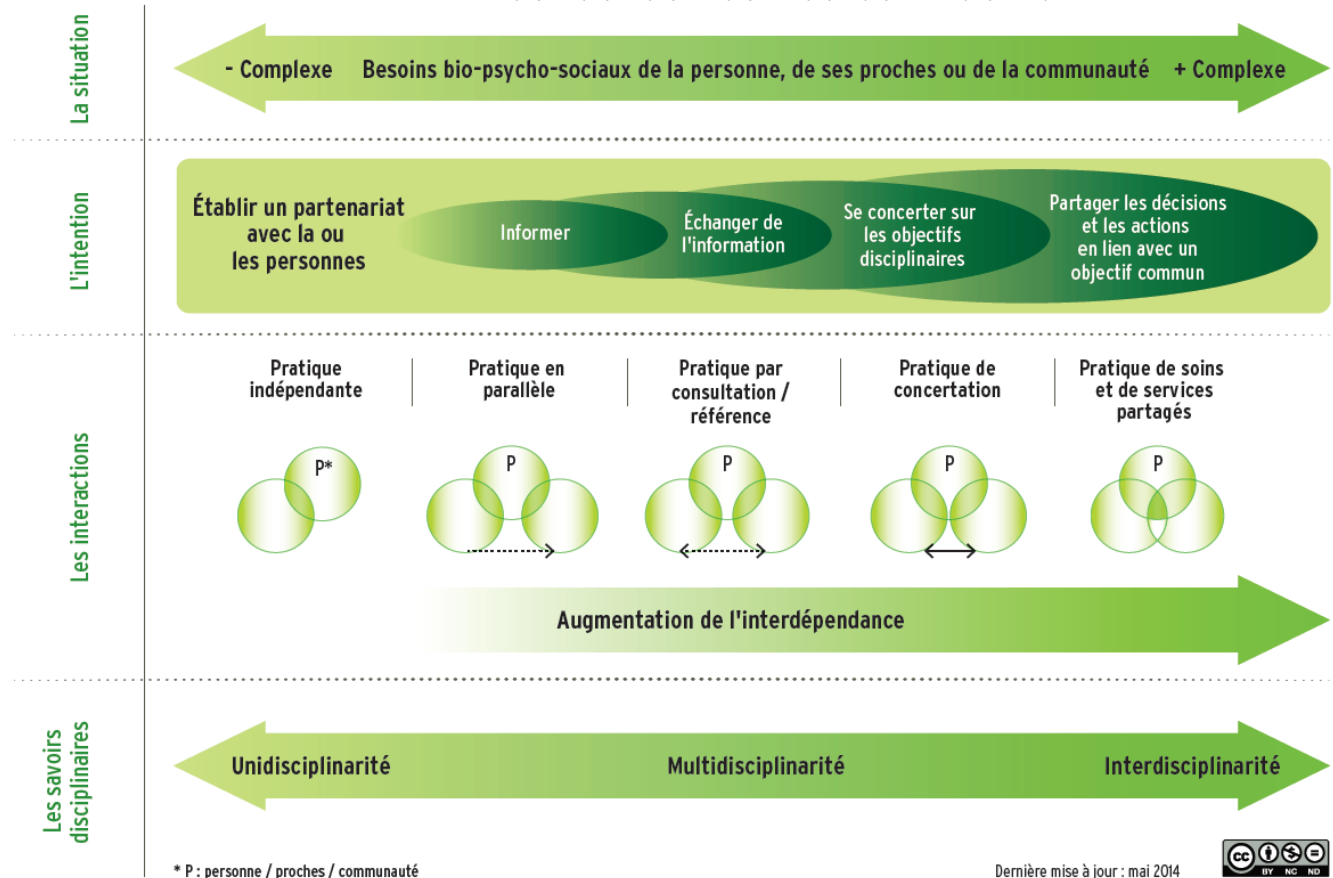 La situation
- Complexe Besoins bio-psycho-sociaux de la personne, de ses proches ou de la communauté + Complexe
L'intention
Établir un partenariat
avec la ou
les personnes
Informer
Échanger de
l'information
Se concerter sur
les objectifs
disciplinaires
Partager les décisions
et les actions
en lien avec un
objectif commun
Les interactions
Pratique
indépendante
Pratique en
parallèle
Pratique par
consultation /
référence
Pratique de
concertation
Pratique de soins
et de services
partagés
P*
P
P
P
P
Augmentation de l'interdépendance
Les savoirs
disciplinaires
Unidisciplinarité
Multidisciplinarité
Interdisciplinarité
* P : personne / proches / communauté
Dernière mise à jour : mai 2014
cc
BY NC ND